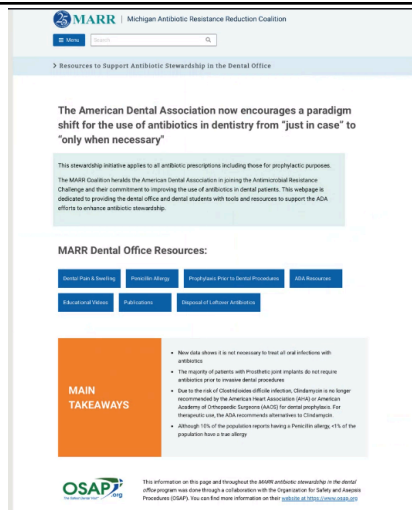 25 MARR | Michigan Antibiotic Resistance Reduction Coalition
Menu
Search
> Resources to Support Antibiotic Stewardship in the Dental Office
The American Dental Association now encourages a paradigm
shift for the use of antibiotics in dentistry from "just in case" to
"only when necessary"
This stewardship initiative applies to all antibiotic prescriptions including those for prophylactic purposes.
The MARR Coalition heralds the American Dental Association in joining the Antimicrobial Resistance
Challenge and their commitment to improving the use of antibiotics in dental patients. This webpage is
dedicated to providing the dental office and dental students with tools and resources to support the ADA
efforts to enhance antibiotic stewardship.
MARR Dental Office Resources:
Dental Pain & Swelling
Penicillin Allergy
Prophylaxis Prior to Dental Procedures
ADA Resources
Educational Videos
Publications
Disposal of Leftover Antibiotics
MAIN
TAKEAWAYS
• New data shows it is not necessary to treat all oral infections with
antibiotics
• The majority of patients with Prosthetic joint implants do not require
antibiotics prior to invasive dental procedures
• Due to the risk of Clostridioides difficile infection, Clindamycin is no longer
recommended by the American Heart Association (AHA) or American
Academy of Orthopaedic Surgeons (AAOS) for dental prophylaxis. For
therapeutic use, the ADA recommends alternatives to Clindamycin.
• Although 10% of the population reports having a Penicillin allergy, <1% of the
population have a true allergy
OSAP.org
This information on this page and throughout the MARR antibiotic stewardship in the dental
office program was done through a collaboration with the Organization for Safety and Asepsis
Procedures (OSAP). You can find more information on their website at https://www.osap.org